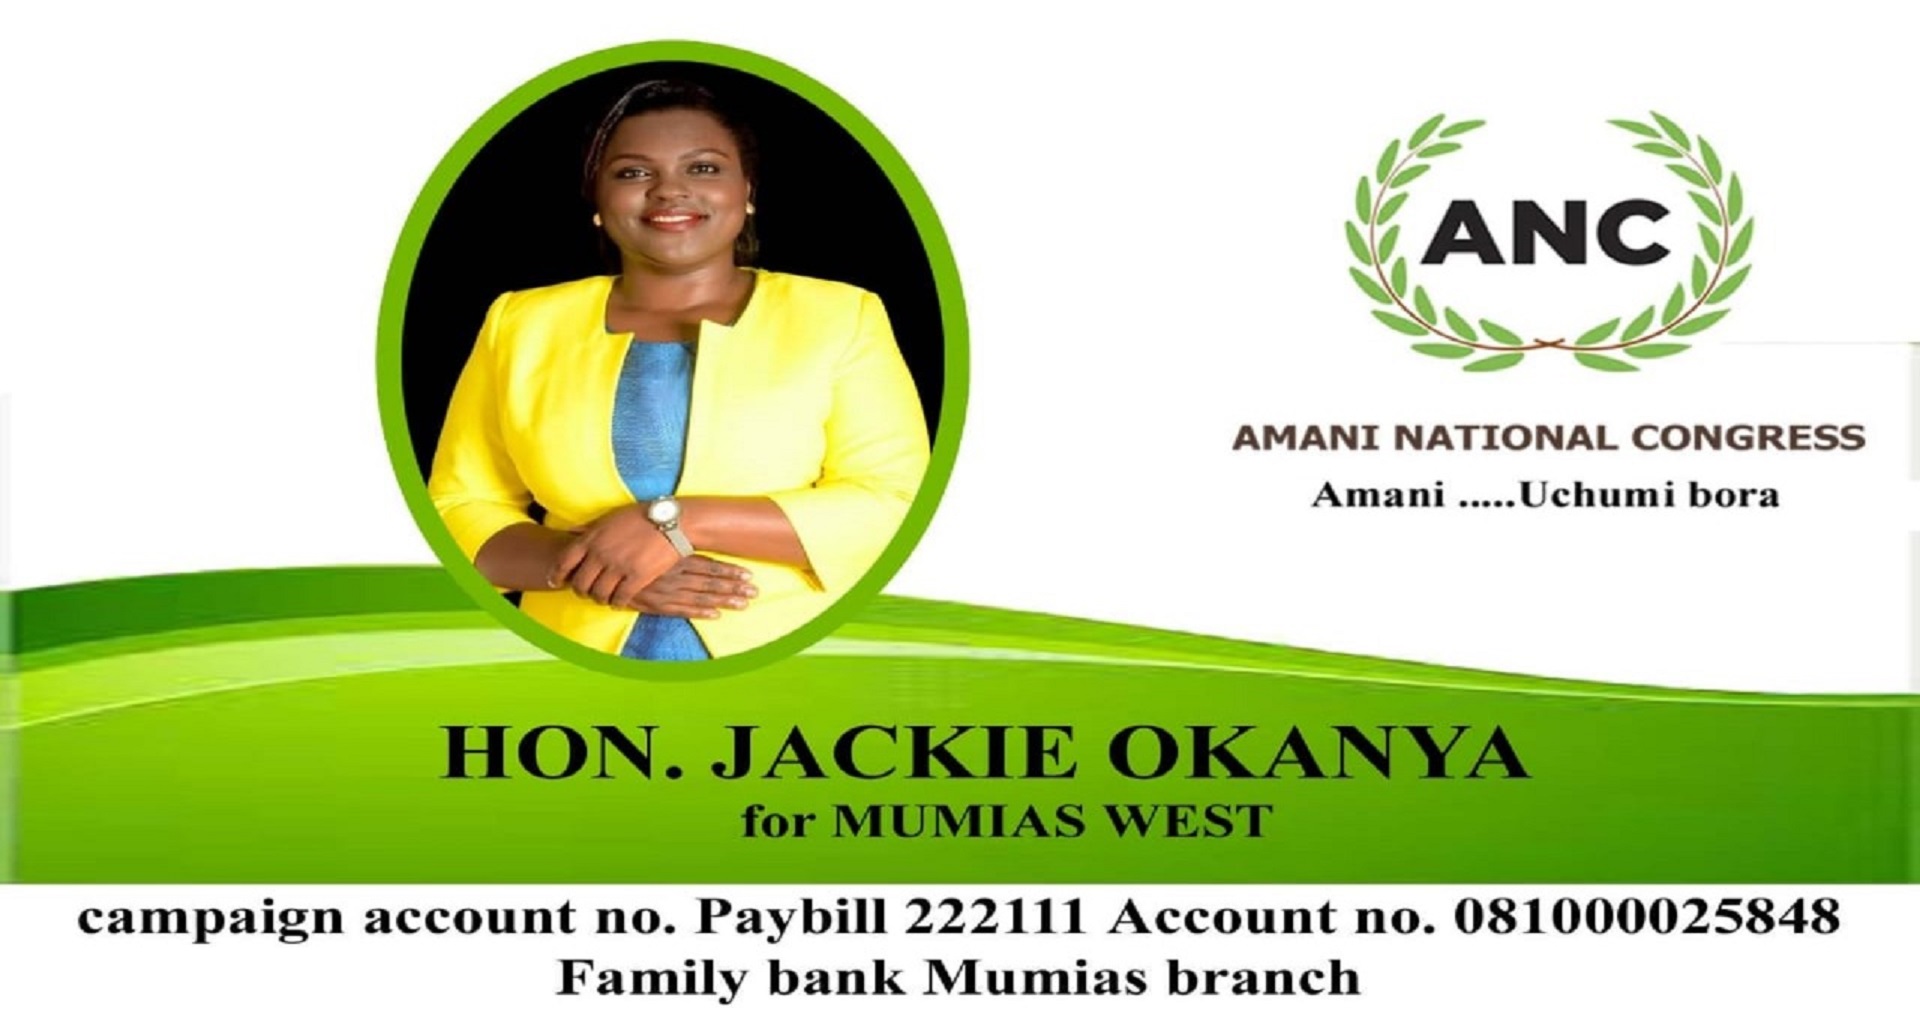 ANC
AMANI NATIONAL CONGRESS
Amani .....Uchumi bora
HON. JACKIE OKANYA
for MUMIAS WEST
campaign account no. Paybill 222111 Account no. 081000025848
Family bank Mumias branch